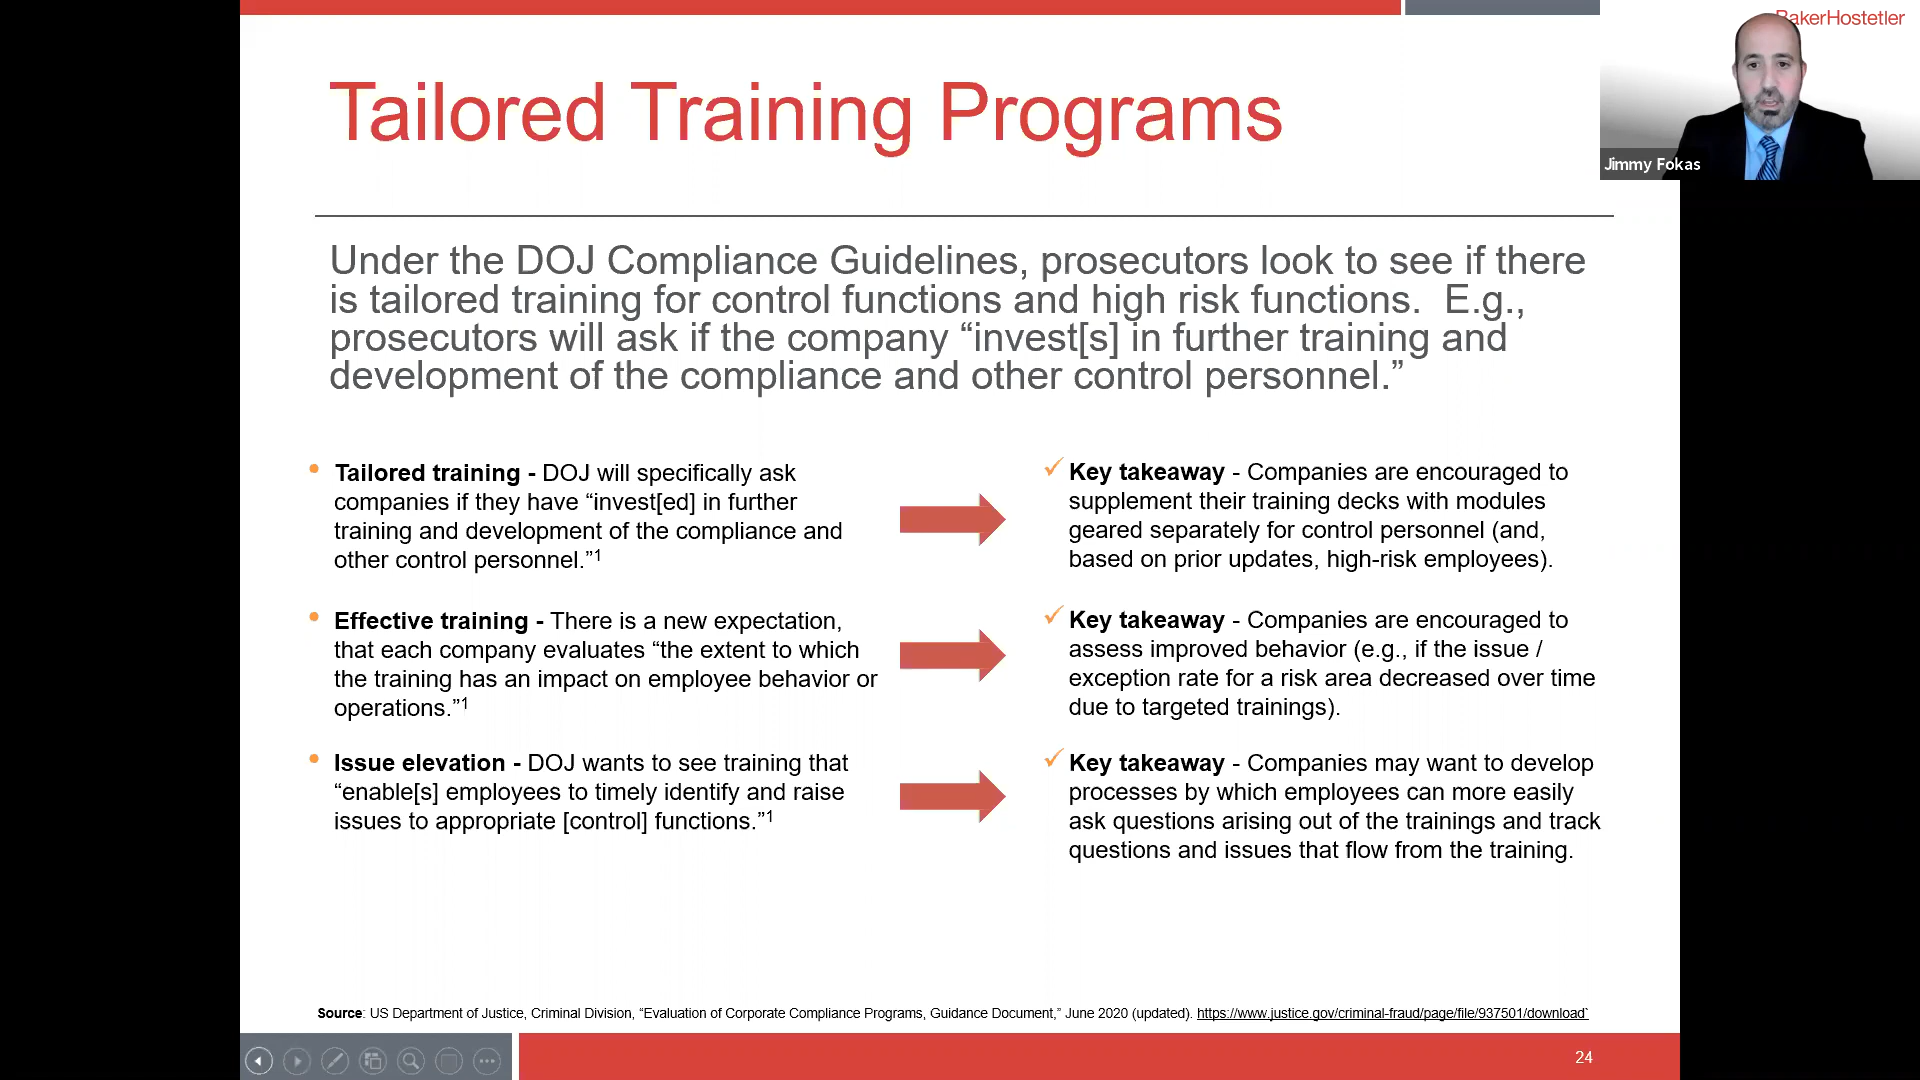 BakerHostetler
Jimmy Fokas
Tailored Training Programs
Under the DOJ Compliance Guidelines, prosecutors look to see if there
is tailored training for control functions and high risk functions.  E.g.,
prosecutors will ask if the company “invest[s] in further training and
development of the compliance and other control personnel.”
• Tailored training - DOJ will specifically ask
companies if they have “invest[ed] in further
training and development of the compliance and
other control personnel.”1
✓ Key takeaway - Companies are encouraged to
supplement their training decks with modules
geared separately for control personnel (and,
based on prior updates, high-risk employees).
• Effective training - There is a new expectation,
that each company evaluates “the extent to which
the training has an impact on employee behavior or
operations.”1
✓ Key takeaway - Companies are encouraged to
assess improved behavior (e.g., if the issue /
exception rate for a risk area decreased over time
due to targeted trainings).
• Issue elevation - DOJ wants to see training that
“enable[s] employees to timely identify and raise
issues to appropriate [control] functions.”1
✓ Key takeaway - Companies may want to develop
processes by which employees can more easily
ask questions arising out of the trainings and track
questions and issues that flow from the training.
Source: US Department of Justice, Criminal Division, “Evaluation of Corporate Compliance Programs, Guidance Document,” June 2020 (updated). https://www.justice.gov/criminal-fraud/page/file/937501/download`
24